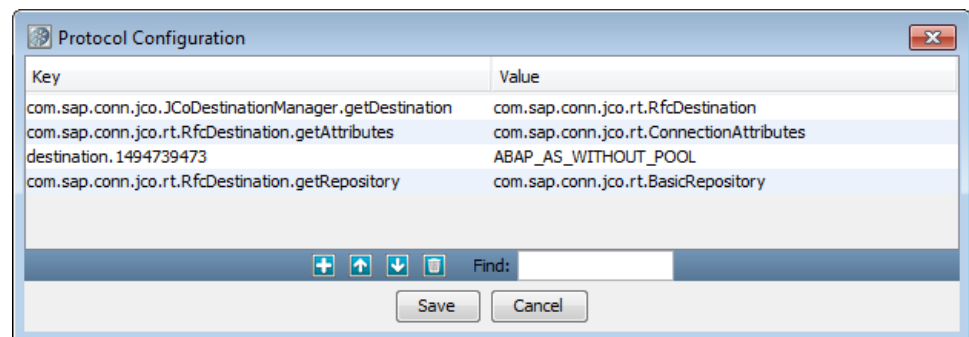 Protocol Configuration
Key Value
com.sap.conn.jco.JCoDestinationManager.getDestination com.sap.conn.jco.rt.RfcDestination
com.sap.conn.jco.rt.RfcDestination.getAttributes com.sap.conn.jco.rt.ConnectionAttributes
destination.1494739473 ABAP_AS_WITHOUT_POOL
com.sap.conn.jco.rt.RfcDestination.getRepository com.sap.conn.jco.rt.BasicRepository
Find:
Save Cancel